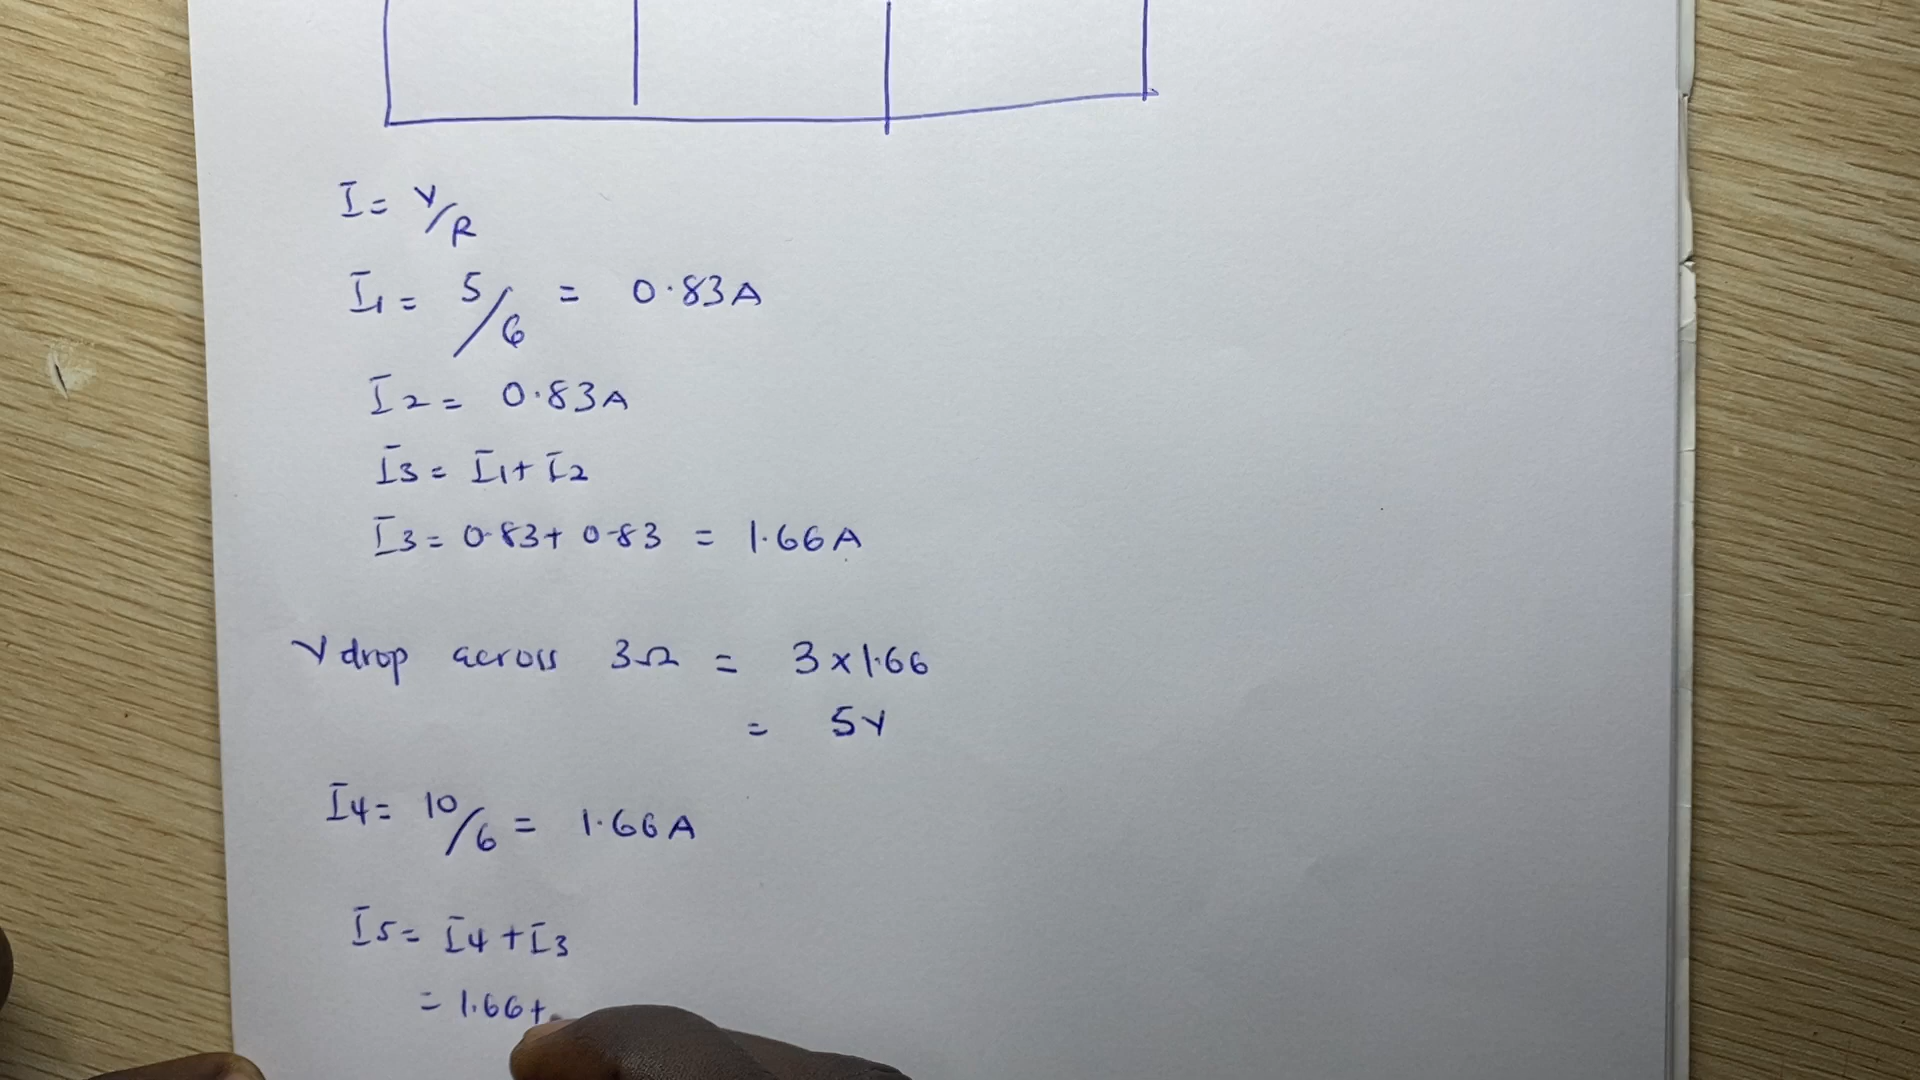 I = V/R
I1 = 5/6 = 0.83A
I2 = 0.83A
I3 = I1 + I2
I3 = 0.83 + 0.83 = 1.66A
V drop across 3Ω = 3 x 1.66
= 5V
I4 = 10/6 = 1.66A
I5 = I4 + I3
= 1.66 +